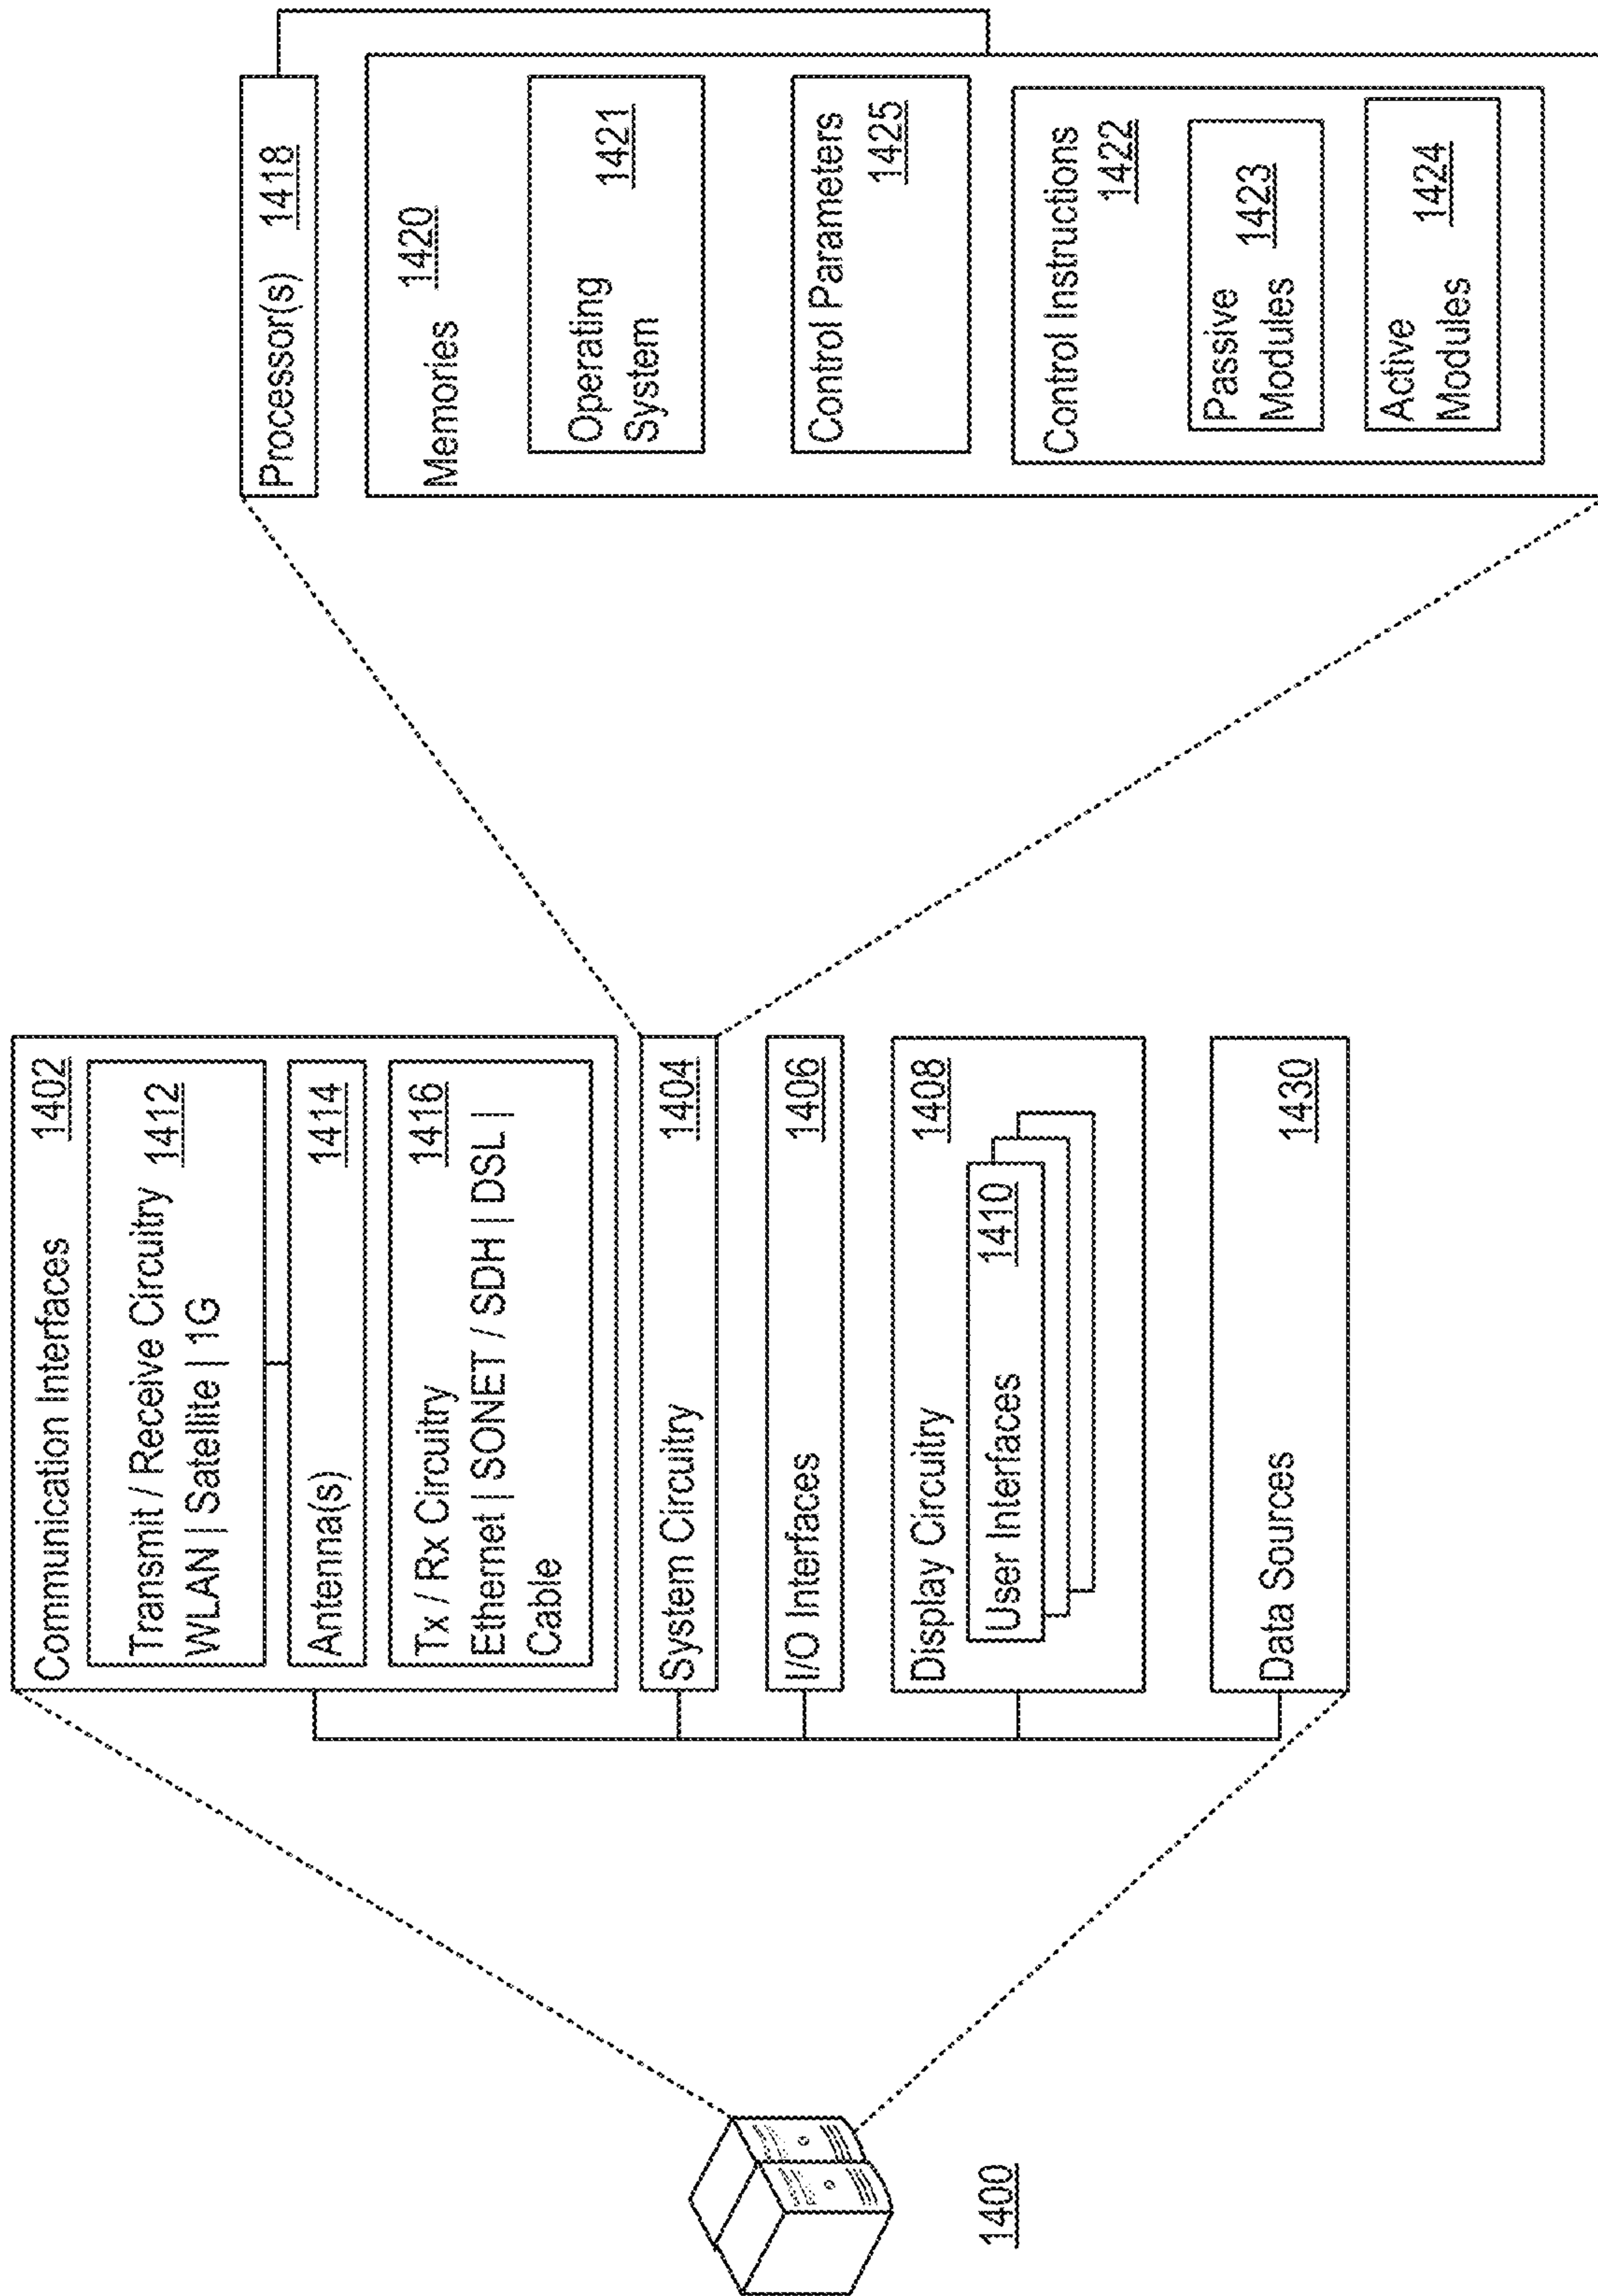 1400
Communication Interfaces 1402
Transmit / Receive Circuitry
WLAN | Satellite | 1G 1412
Antenna(s) 1414
Tx / Rx Circuitry 1416
Ethernet | SONET / SDH | DSL |
Cable
System Circuitry 1404
I/O Interfaces 1406
Display Circuitry 1408
User Interfaces 1410
Data Sources 1430
Processor(s) 1418
Memories 1420
Operating
System 1421
Control Parameters
1425
Control Instructions
1422
Passive
Modules 1423
Active
Modules 1424